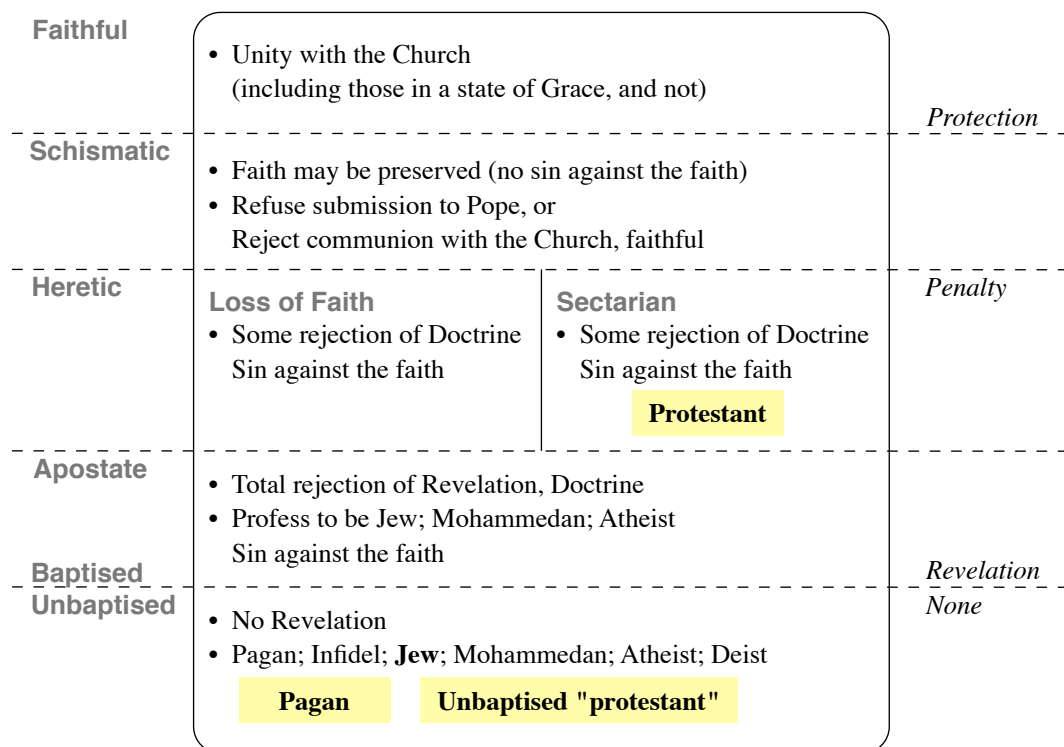 Faithful
• Unity with the Church
(including those in a state of Grace, and not)
Protection
Schismatic
• Faith may be preserved (no sin against the faith)
• Refuse submission to Pope, or
Reject communion with the Church, faithful
Heretic
Penalty
Loss of Faith
• Some rejection of Doctrine
Sin against the faith
Sectarian
• Some rejection of Doctrine
Sin against the faith
Protestant
Apostate
• Total rejection of Revelation, Doctrine
• Profess to be Jew; Mohammedan; Atheist
Sin against the faith
Baptised
Revelation
Unbaptised
None
• No Revelation
• Pagan; Infidel; Jew; Mohammedan; Atheist; Deist
Pagan
Unbaptised "protestant"